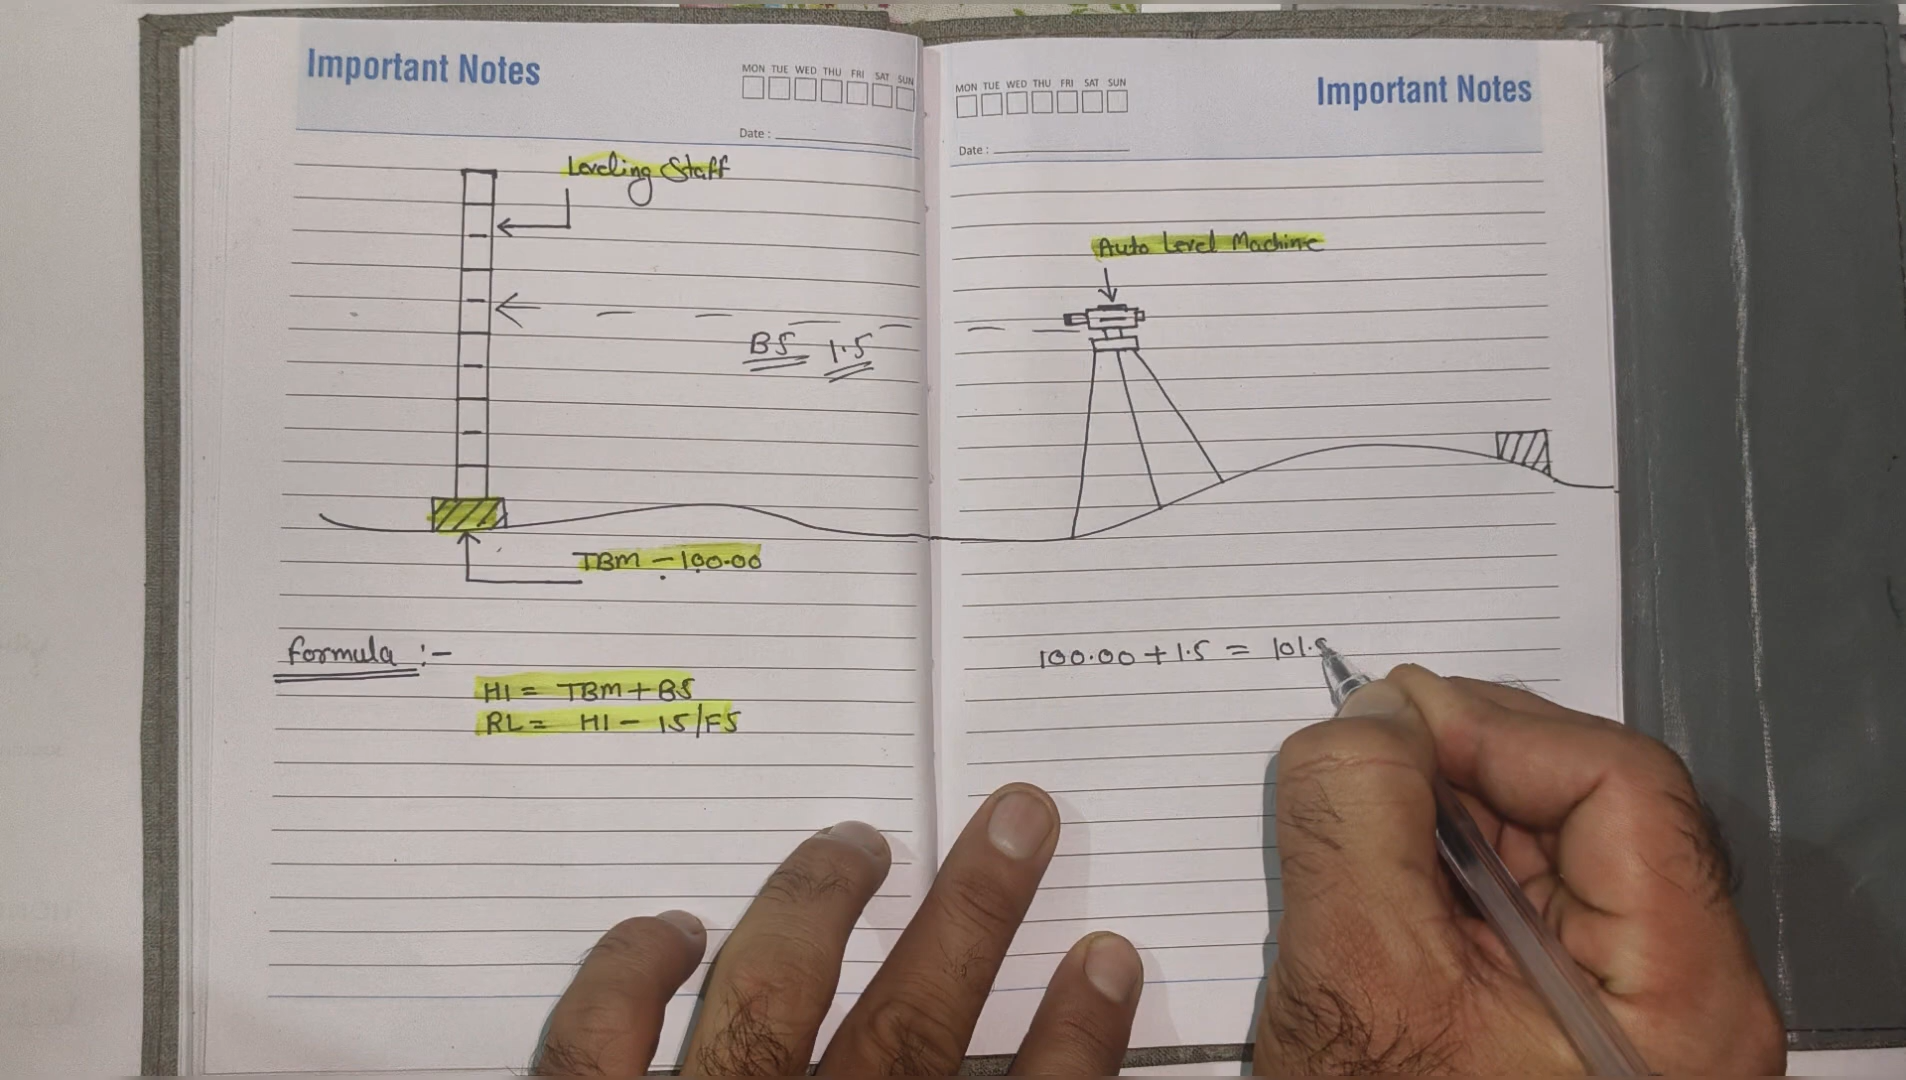 Important Notes
MON TUE WED THU FRI SAT SUN
Date :
Leveling Staff
BS 1.5
TBM - 100.00
Formula :-
HI = TBM + BS
RL = HI - IS/FS
Important Notes
MON TUE WED THU FRI SAT SUN
Date :
Auto Level Machine
100.00 + 1.5 = 101.5